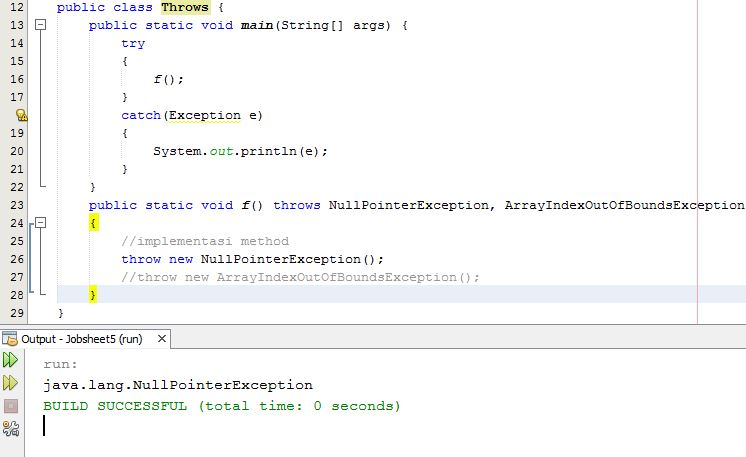 12 public class Throws {
13 public static void main(String[] args) {
14 try
15 {
16 f();
17 }
catch(Exception e)
19 {
20 System.out.println(e);
21 }
22 }
23 public static void f() throws NullPointerException, ArrayIndexOutOfBoundsException
24 {
25 //implementasi method
26 throw new NullPointerException();
27 //throw new ArrayIndexOutOfBoundsException();
28 }
29 }
Output - Jobsheet5 (run)
run:
java.lang.NullPointerException
BUILD SUCCESSFUL (total time: 0 seconds)